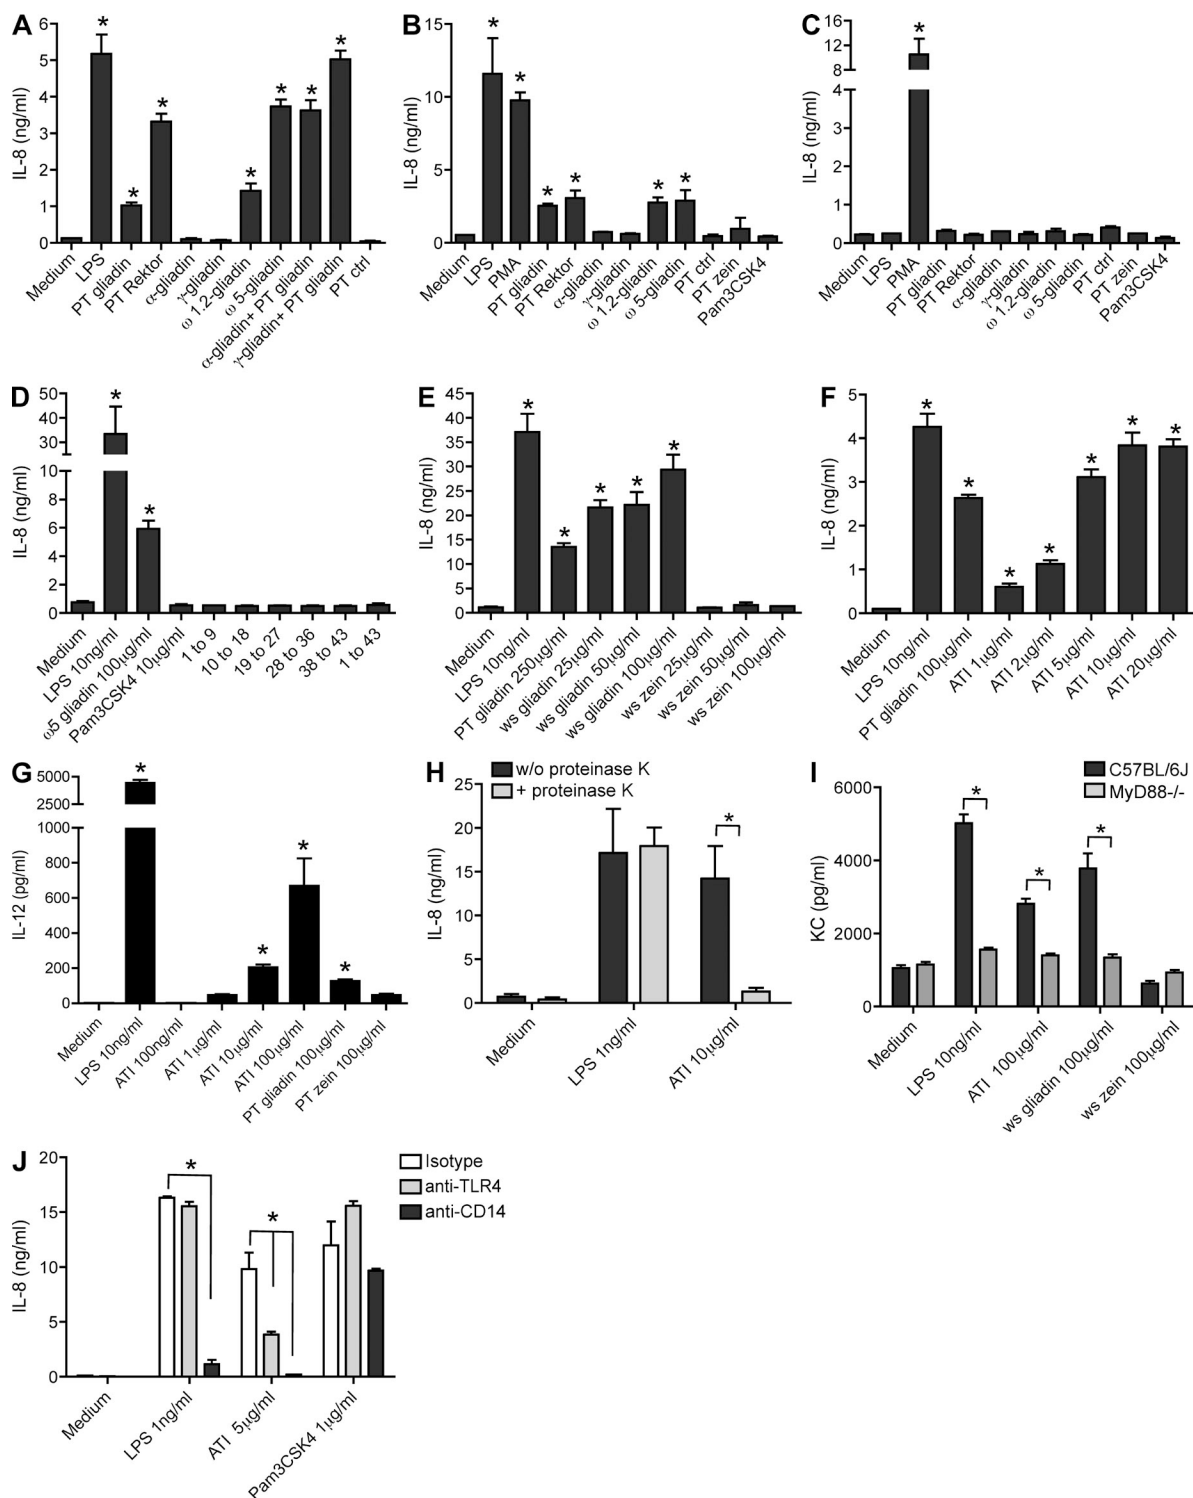 A
IL-8 (ng/ml)
6
5
4
3
2
1
0
* * * * * * * *
Medium
LPS
PT gliadin
PT Rektor
α-gliadin
γ-gliadin
ω 1.2-gliadin
ω 5-gliadin
α-gliadin+ PT gliadin
γ-gliadin+ PT gliadin
PT ctrl
B
IL-8 (ng/ml)
15
10
5
0
* * * * * *
Medium
LPS
PMA
PT gliadin
PT Rektor
α-gliadin
γ-gliadin
ω 1.2-gliadin
ω 5-gliadin
PT ctrl
PT zein
Pam3CSK4
C
IL-8 (ng/ml)
16
12
8
6
4
2
0
*
Medium
LPS
PMA
PT gliadin
PT Rektor
α-gliadin
γ-gliadin
ω 1.2-gliadin
ω 5-gliadin
PT ctrl
PT zein
Pam3CSK4
D
IL-8 (ng/ml)
50
40
30
10
8
6
4
2
0
* *
Medium
LPS 10ng/ml
ω5 gliadin 100µg/ml
Pam3CSK4 10µg/ml
1 to 9
10 to 18
19 to 27
28 to 36
38 to 43
1 to 43
E
IL-8 (ng/ml)
45
40
35
30
25
20
15
10
5
0
* * * * *
Medium
LPS 10ng/ml
PT gliadin 250µg/ml
ws gliadin 25µg/ml
ws gliadin 50µg/ml
ws gliadin 100µg/ml
ws zein 25µg/ml
ws zein 50µg/ml
ws zein 100µg/ml
F
IL-8 (ng/ml)
5
4
3
2
1
0
* * * * * * *
Medium
LPS 10ng/ml
PT gliadin 100µg/ml
ATI 1µg/ml
ATI 2µg/ml
ATI 5µg/ml
ATI 10µg/ml
ATI 20µg/ml
G
IL-12 (pg/ml)
5000
2500
1000
800
600
400
200
0
* * * *
Medium
LPS 10ng/ml
ATI 100ng/ml
ATI 1µg/ml
ATI 10µg/ml
ATI 100µg/ml
PT gliadin 100µg/ml
PT zein 100µg/ml
H
w/o proteinase K
+ proteinase K
IL-8 (ng/ml)
25
20
15
10
5
0
*
Medium
LPS 1ng/ml
ATI 10µg/ml
I
C57BL/6J
MyD88-/-
KC (pg/ml)
6000
4000
2000
0
* * *
Medium
LPS 10ng/ml
ATI 100µg/ml
ws gliadin 100µg/ml
ws zein 100µg/ml
J
Isotype
anti-TLR4
anti-CD14
IL-8 (ng/ml)
20
15
10
5
0
* *
Medium
LPS 1ng/ml
ATI 5µg/ml
Pam3CSK4 1µg/ml